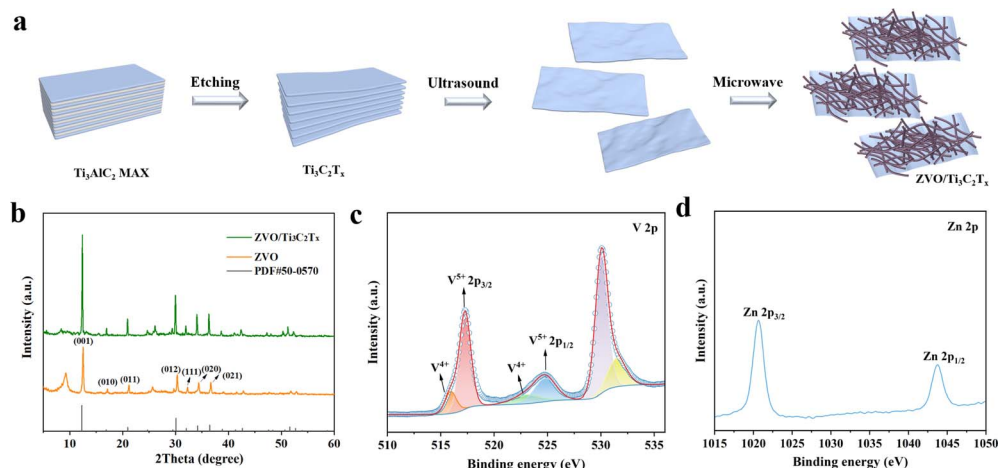 a
Etching
Ultrasound
Microwave
Ti₃AlC₂ MAX
Ti₃C₂Tₓ
ZVO/Ti₃C₂Tₓ
b
ZVO/Ti₃C₂Tₓ
ZVO
PDF#50-0570
(001)
(010)
(011)
(012)
(111)
(020)
(021)
Intensity (a.u.)
10 20 30 40 50 60
2Theta (degree)
c
V 2p
V⁵⁺ 2p₃/₂
V⁴⁺
V⁴⁺
V⁵⁺ 2p₁/₂
Intensity (a.u.)
510 515 520 525 530 535
Binding energy (eV)
d
Zn 2p
Zn 2p₃/₂
Zn 2p₁/₂
Intensity (a.u.)
1015 1020 1025 1030 1035 1040 1045 1050
Binding energy (eV)